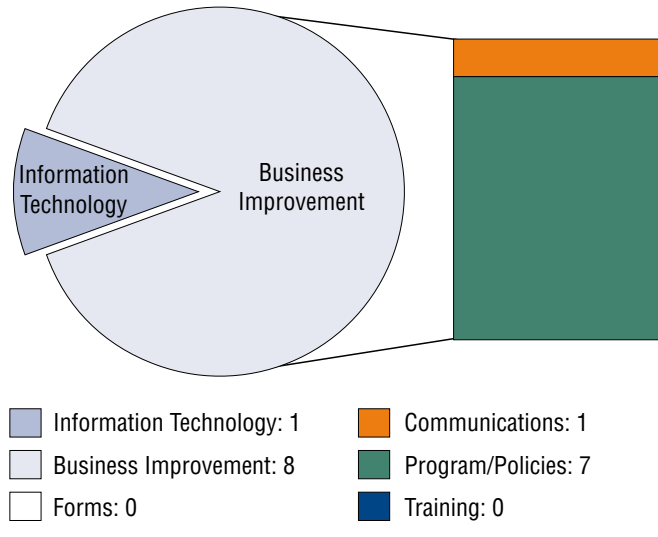 Information
Technology
Business
Improvement
Information Technology: 1
Communications: 1
Business Improvement: 8
Program/Policies: 7
Forms: 0
Training: 0